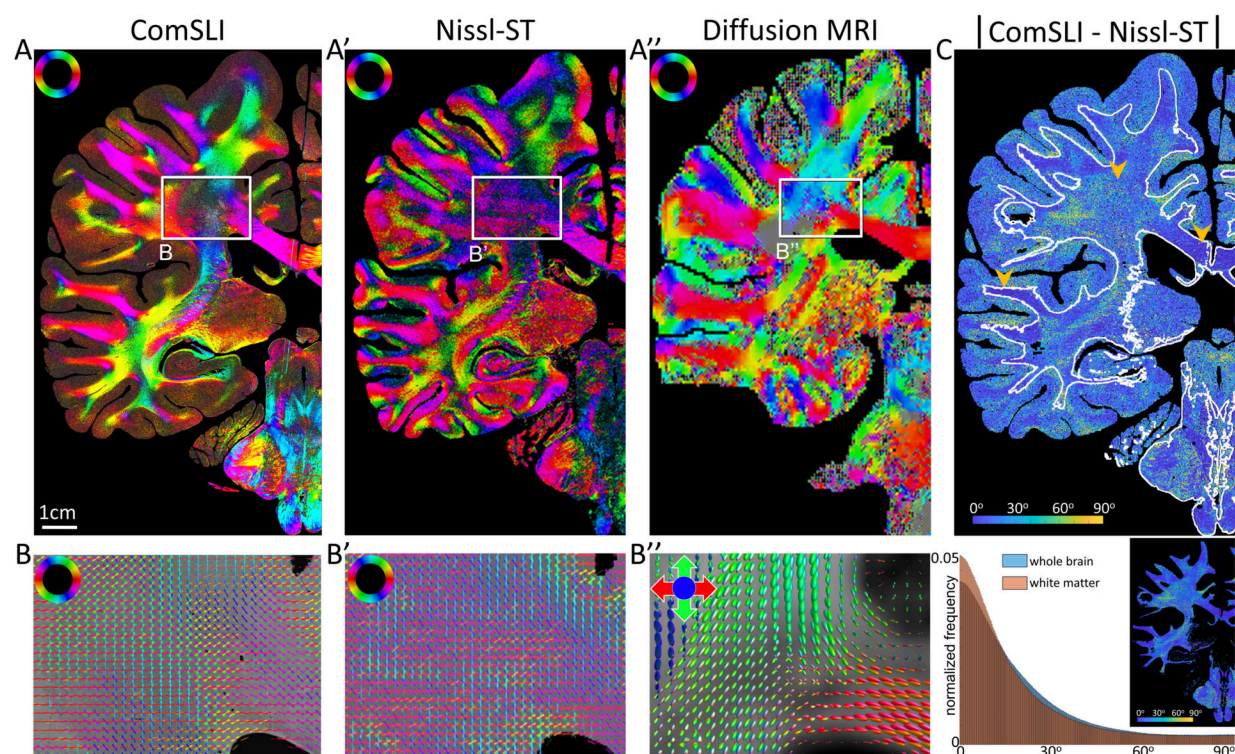 ComSLI
Nissl-ST
Diffusion MRI
|ComSLI - Nissl-ST|
A
A'
A''
C
B
B'
B''
1cm
0° 30° 60° 90°
B
B'
B''
0.05
normalized frequency
0
whole brain
white matter
0° 30° 60° 90°
0 30° 60° 90°